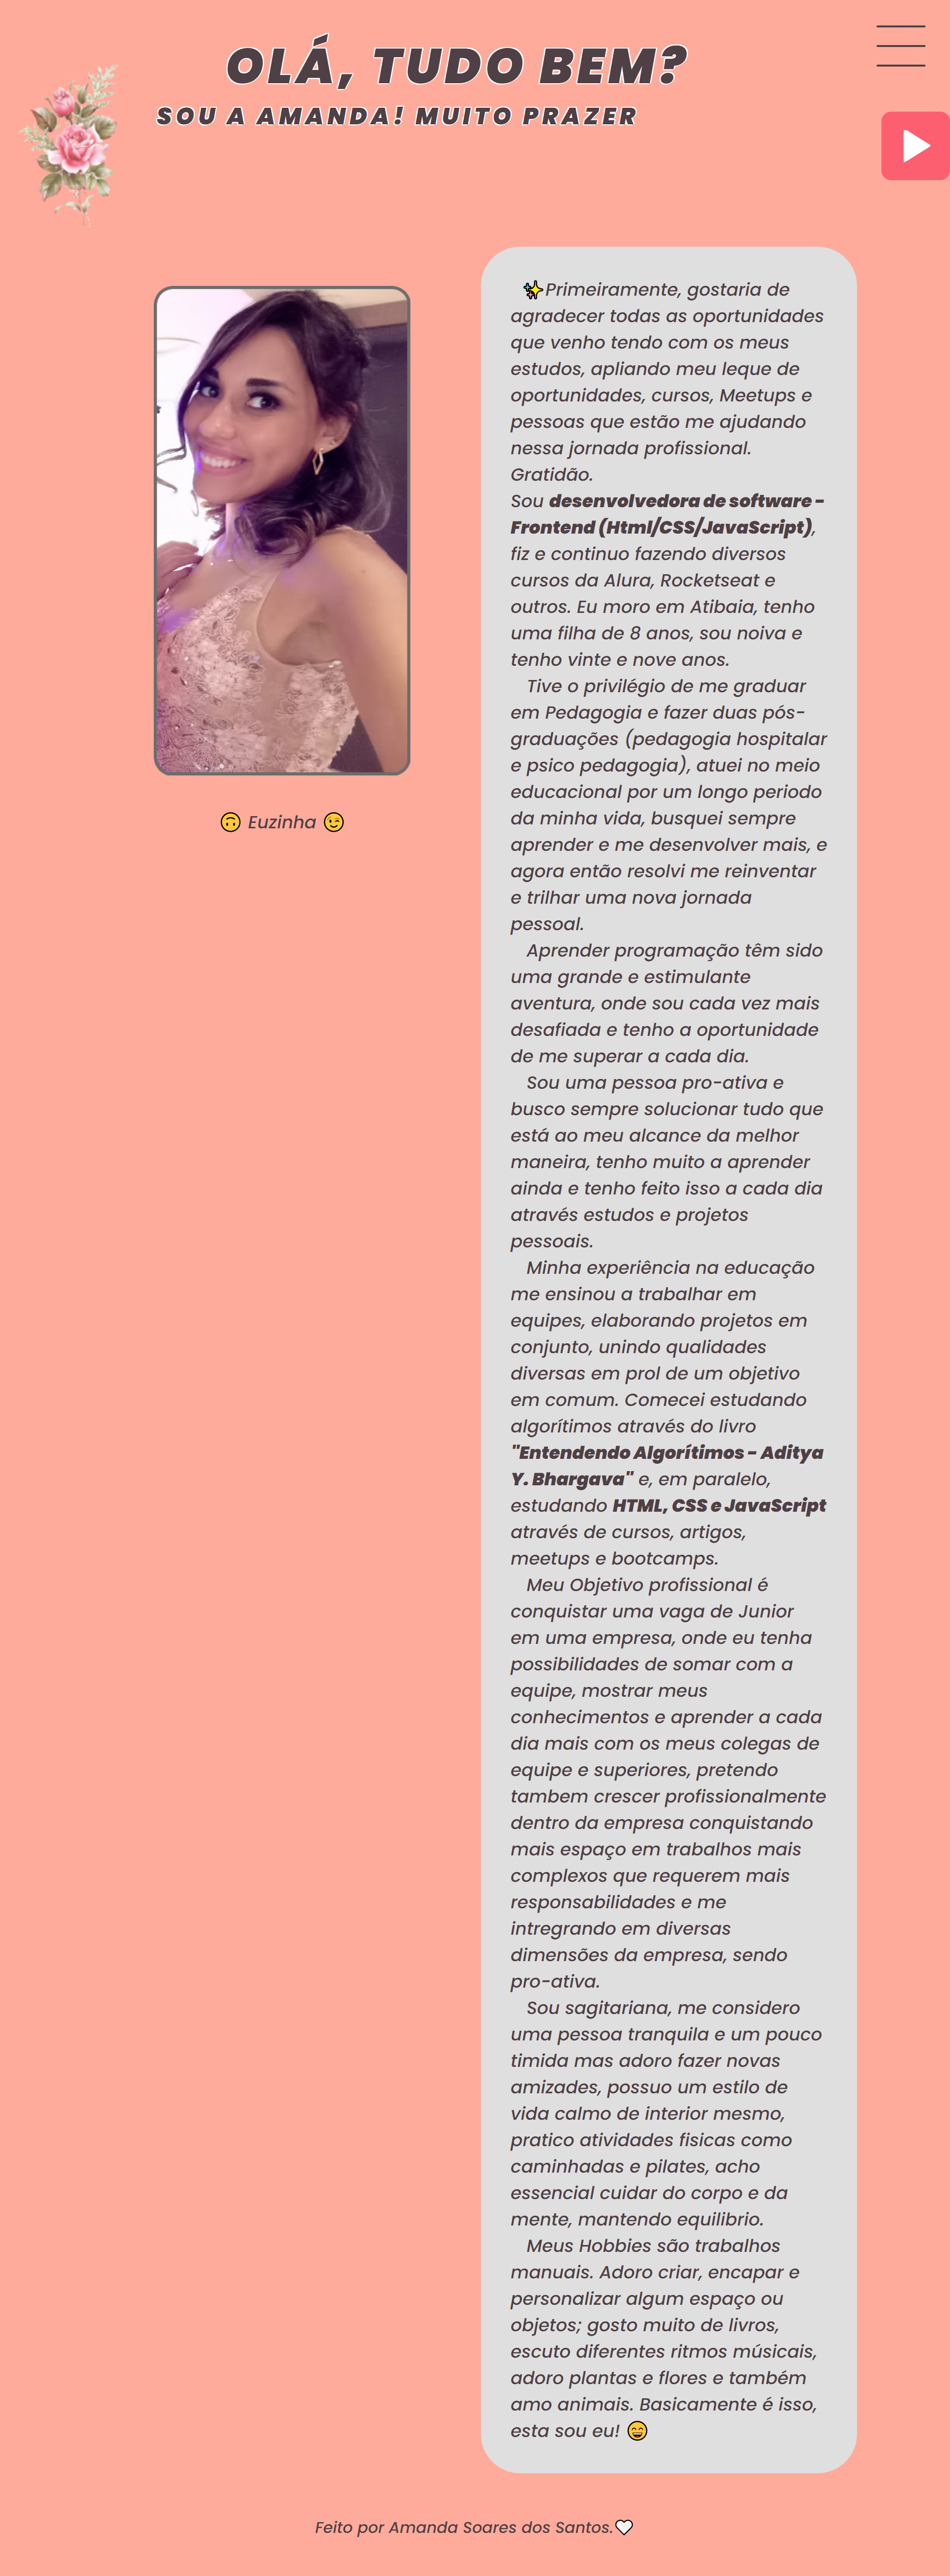 OLÁ, TUDO BEM?
SOU A AMANDA! MUITO PRAZER
✨Primeiramente, gostaria de
agradecer todas as oportunidades
que venho tendo com os meus
estudos, apliando meu leque de
oportunidades, cursos, Meetups e
pessoas que estão me ajudando
nessa jornada profissional.
Gratidão.
Sou desenvolvedora de software -
Frontend (Html/CSS/JavaScript),
fiz e continuo fazendo diversos
cursos da Alura, Rocketseat e
outros. Eu moro em Atibaia, tenho
uma filha de 8 anos, sou noiva e
tenho vinte e nove anos.
Tive o privilégio de me graduar
em Pedagogia e fazer duas pós-
graduações (pedagogia hospitalar
e psico pedagogia), atuei no meio
educacional por um longo periodo
da minha vida, busquei sempre
aprender e me desenvolver mais, e
agora então resolvi me reinventar
e trilhar uma nova jornada
pessoal.
Aprender programação têm sido
uma grande e estimulante
aventura, onde sou cada vez mais
desafiada e tenho a oportunidade
de me superar a cada dia.
Sou uma pessoa pro-ativa e
busco sempre solucionar tudo que
está ao meu alcance da melhor
maneira, tenho muito a aprender
ainda e tenho feito isso a cada dia
através estudos e projetos
pessoais.
Minha experiência na educação
me ensinou a trabalhar em
equipes, elaborando projetos em
conjunto, unindo qualidades
diversas em prol de um objetivo
em comum. Comecei estudando
algorítimos através do livro
"Entendendo Algorítimos - Aditya
Y. Bhargava" e, em paralelo,
estudando HTML, CSS e JavaScript
através de cursos, artigos,
meetups e bootcamps.
Meu Objetivo profissional é
conquistar uma vaga de Junior
em uma empresa, onde eu tenha
possibilidades de somar com a
equipe, mostrar meus
conhecimentos e aprender a cada
dia mais com os meus colegas de
equipe e superiores, pretendo
tambem crescer profissionalmente
dentro da empresa conquistando
mais espaço em trabalhos mais
complexos que requerem mais
responsabilidades e me
intregrando em diversas
dimensões da empresa, sendo
pro-ativa.
Sou sagitariana, me considero
uma pessoa tranquila e um pouco
timida mas adoro fazer novas
amizades, possuo um estilo de
vida calmo de interior mesmo,
pratico atividades fisicas como
caminhadas e pilates, acho
essencial cuidar do corpo e da
mente, mantendo equilibrio.
Meus Hobbies são trabalhos
manuais. Adoro criar, encapar e
personalizar algum espaço ou
objetos; gosto muito de livros,
escuto diferentes ritmos músicais,
adoro plantas e flores e também
amo animais. Basicamente é isso,
esta sou eu! 😄
🙃 Euzinha 😉
Feito por Amanda Soares dos Santos.🤍